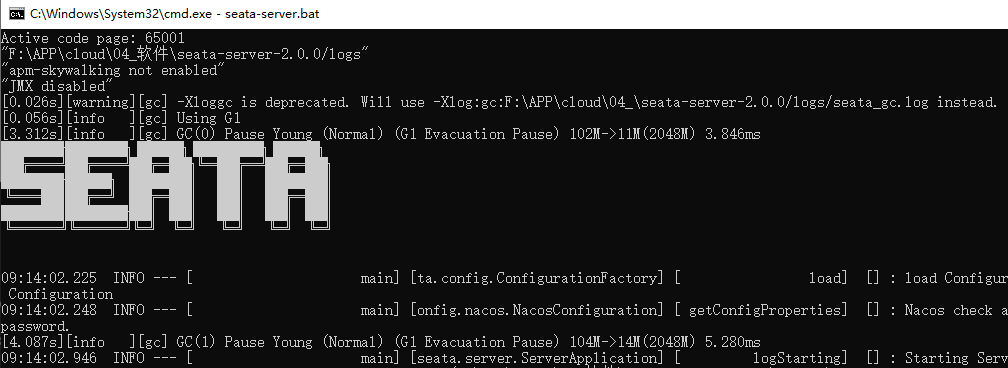 C:\Windows\System32\cmd.exe - seata-server.bat
Active code page: 65001
"F:\APP\cloud\04_软件\seata-server-2.0.0/logs"
"apm-skywalking not enabled"
"JMX disabled"
[0.026s][warning][gc] -Xloggc is deprecated. Will use -Xlog:gc:F:\APP\cloud\04_\seata-server-2.0.0/logs/seata_gc.log instead.
[0.056s][info   ][gc] Using G1
[3.312s][info   ][gc] GC(0) Pause Young (Normal) (G1 Evacuation Pause) 102M->11M(2048M) 3.846ms
SEATA
09:14:02.225  INFO --- [                     main] [ta.config.ConfigurationFactory] [                load]  [] : load Configur
 Configuration
09:14:02.248  INFO --- [                     main] [onfig.nacos.NacosConfiguration] [ getConfigProperties]  [] : Nacos check a
password.
[4.087s][info   ][gc] GC(1) Pause Young (Normal) (G1 Evacuation Pause) 104M->14M(2048M) 5.280ms
09:14:02.946  INFO --- [                     main] [seata.server.ServerApplication] [         logStarting]  [] : Starting Serv